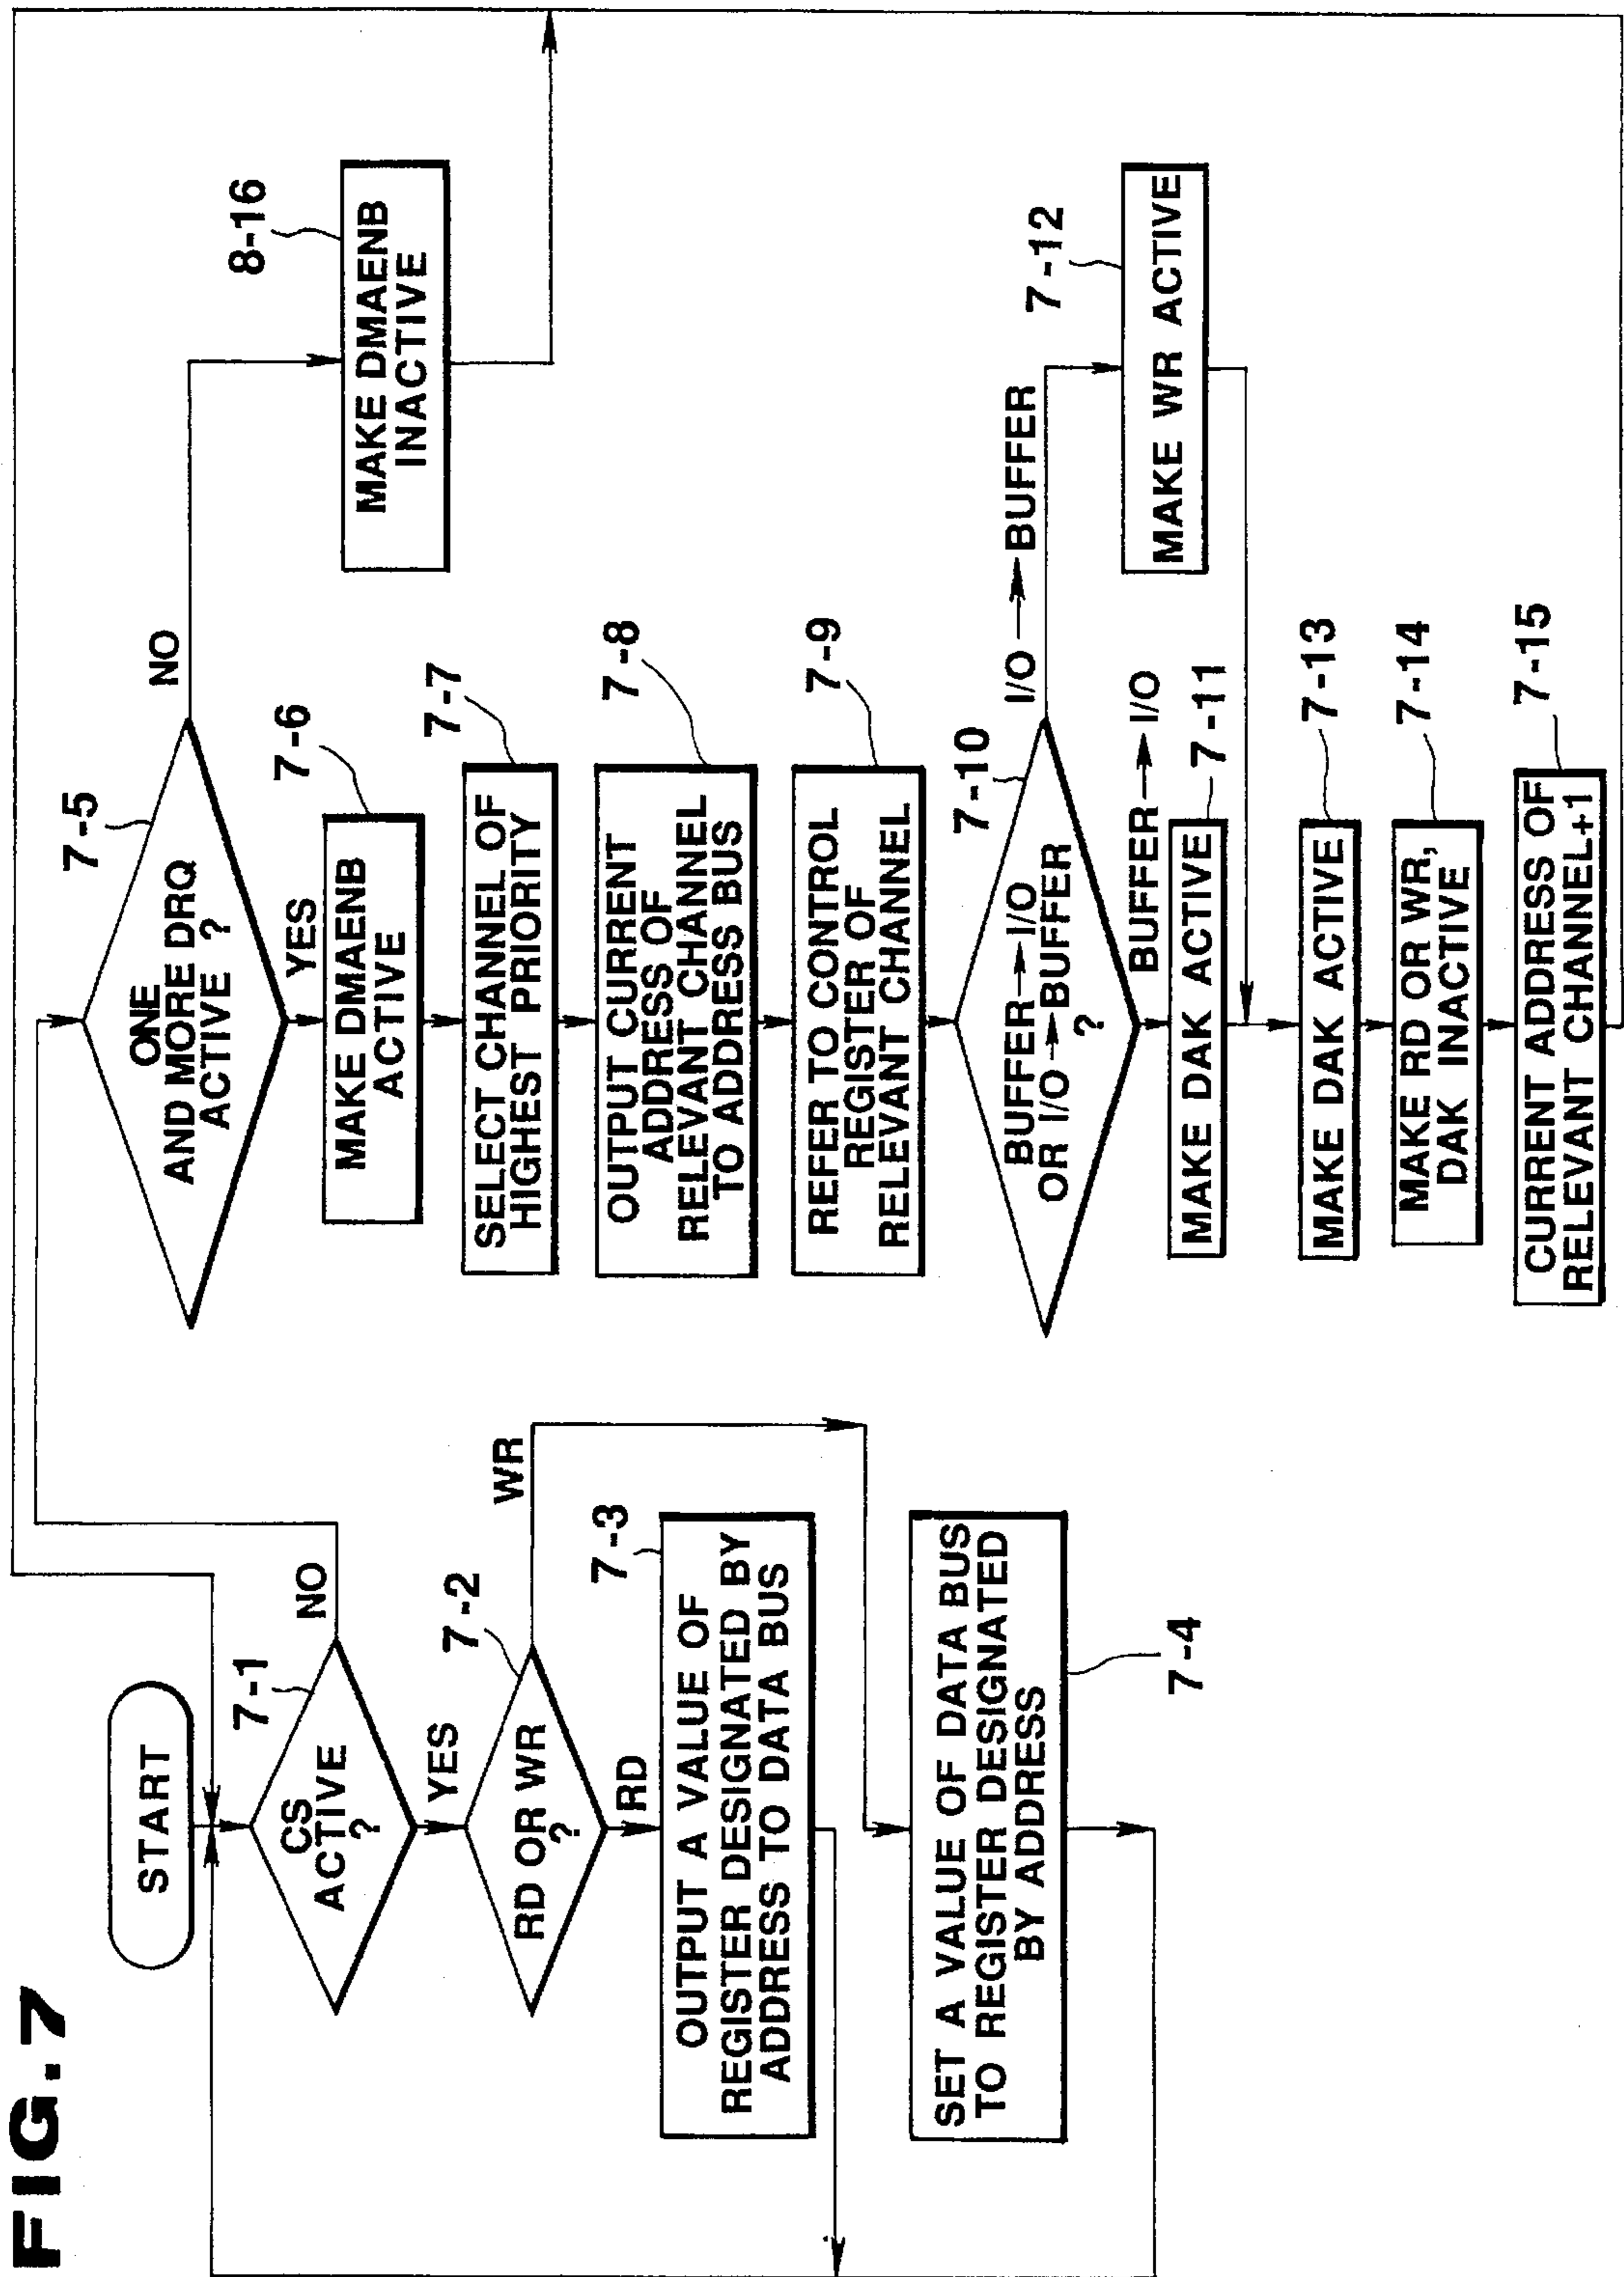 FIG.7
START
7-1
CS
ACTIVE
?
NO
YES
7-2
RD OR WR
?
WR
RD
7-3
OUTPUT A VALUE OF
REGISTER DESIGNATED BY
ADDRESS TO DATA BUS
SET A VALUE OF DATA BUS
TO REGISTER DESIGNATED
BY ADDRESS
7-4
7-5
ONE
AND MORE DRQ
ACTIVE ?
NO
YES
8-16
MAKE DMAENB
INACTIVE
7-6
MAKE DMAENB
ACTIVE
7-7
SELECT CHANNEL OF
HIGHEST PRIORITY
7-8
OUTPUT CURRENT
ADDRESS OF
RELEVANT CHANNEL
TO ADDRESS BUS
7-9
REFER TO CONTROL
REGISTER OF
RELEVANT CHANNEL
7-10
BUFFER→I/O
OR I/O→BUFFER
?
I/O→BUFFER
BUFFER→I/O
7-12
MAKE WR ACTIVE
MAKE DAK ACTIVE
7-11
MAKE DAK ACTIVE
7-13
MAKE RD OR WR,
DAK INACTIVE
7-14
CURRENT ADDRESS OF
RELEVANT CHANNEL+1
7-15